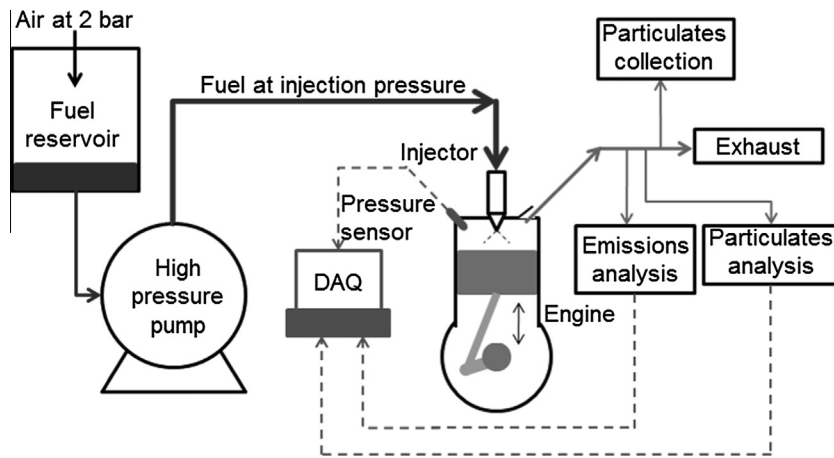 Air at 2 bar
Fuel
reservoir
Fuel at injection pressure
High
pressure
pump
Injector
Pressure
sensor
DAQ
Engine
Particulates
collection
Exhaust
Emissions
analysis
Particulates
analysis